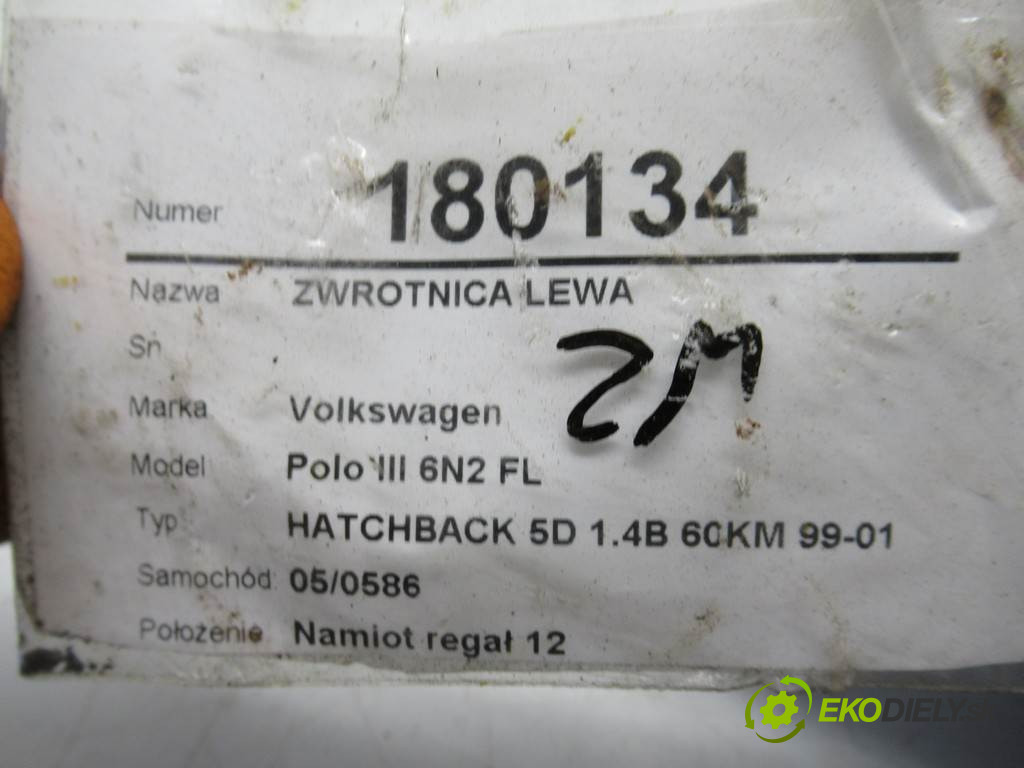 Numer 180134
Nazwa ZWROTNICA LEWA
Sn
ZM
Marka Volkswagen
Model Polo III 6N2 FL
Typ HATCHBACK 5D 1.4B 60KM 99-01
Samochód: 05/0586
Położenie Namiot regał 12
EKODIELY.S